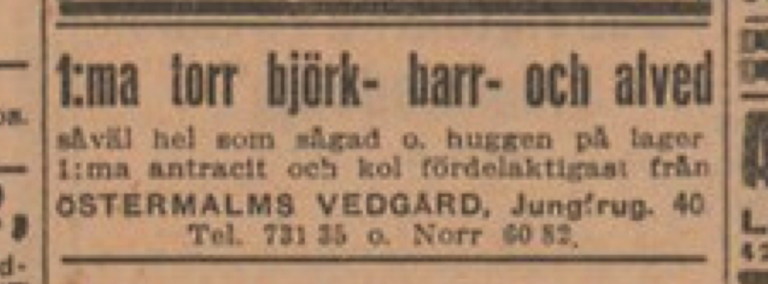 1:ma torr björk- barr- och alved
såväl hel som sågad o. huggen på lager
1:ma antracit och kol fördelaktigast från
ÖSTERMALMS VEDGÅRD, Jungfrug. 40
Tel. 731 35 o. Norr 60 82.